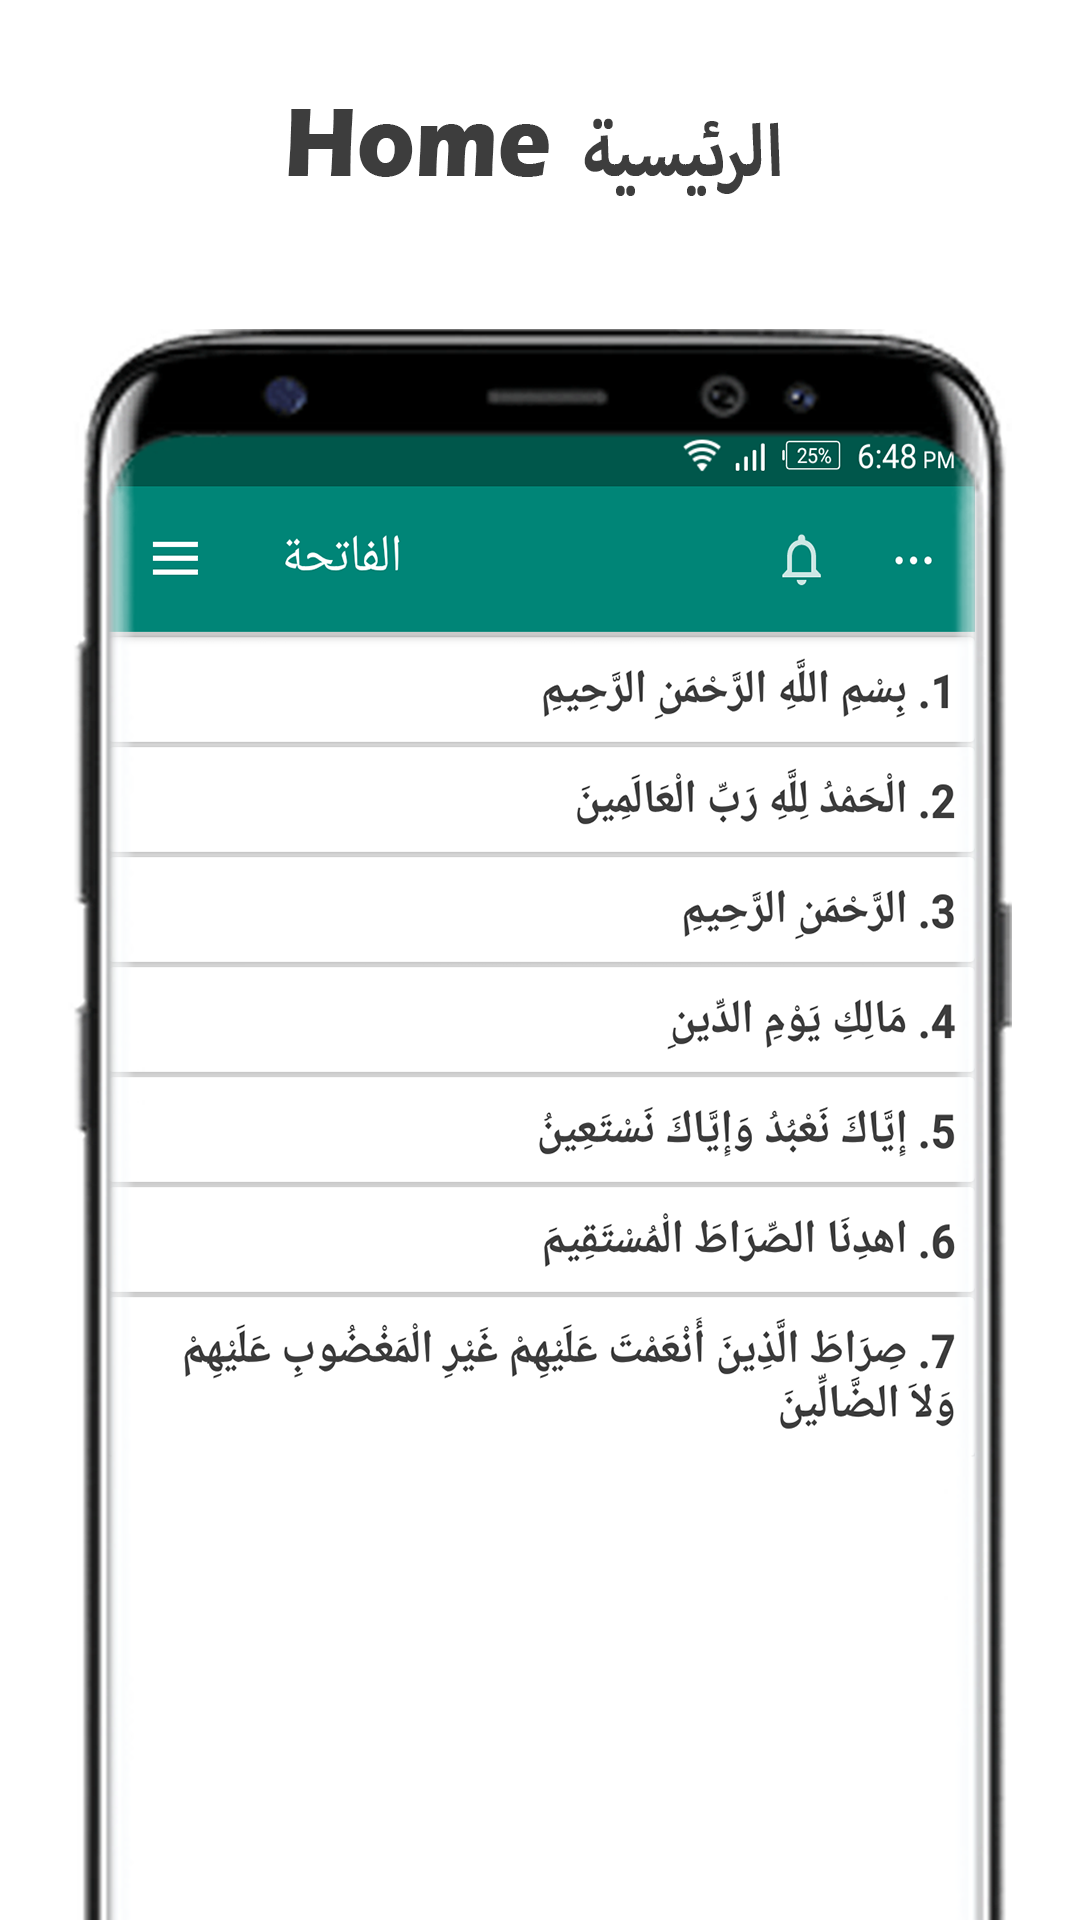 Home الرئيسية
25% 6:48 PM
الفاتحة
1. بِسْمِ اللَّهِ الرَّحْمَنِ الرَّحِيمِ
2. الْحَمْدُ لِلَّهِ رَبِّ الْعَالَمِينَ
3. الرَّحْمَنِ الرَّحِيمِ
4. مَالِكِ يَوْمِ الدِّينِ
5. إِيَّاكَ نَعْبُدُ وَإِيَّاكَ نَسْتَعِينُ
6. اهدِنَا الصِّرَاطَ الْمُسْتَقِيمَ
7. صِرَاطَ الَّذِينَ أَنْعَمْتَ عَلَيْهِمْ غَيْرِ الْمَغْضُوبِ عَلَيْهِمْ
وَلاَ الضَّالِّينَ